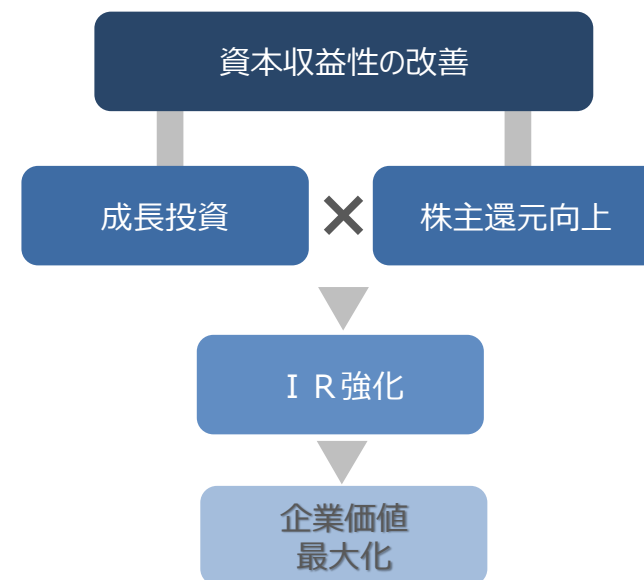 資本収益性の改善
成長投資
×
株主還元向上
ＩＲ強化
企業価値
最大化